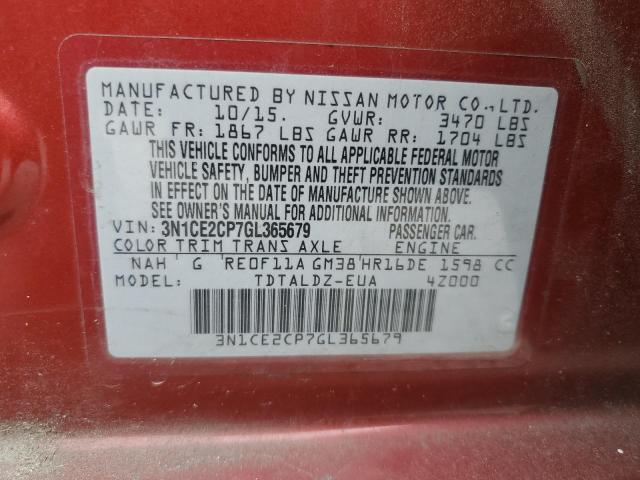 MANUFACTURED BY NISSAN MOTOR CO., LTD.
DATE: 10/15. GVWR: 3470 LBS
GAWR FR: 1867 LBS GAWR RR: 1704 LBS
THIS VEHICLE CONFORMS TO ALL APPLICABLE FEDERAL MOTOR
VEHICLE SAFETY, BUMPER AND THEFT PREVENTION STANDARDS
IN EFFECT ON THE DATE OF MANUFACTURE SHOWN ABOVE.
SEE OWNER'S MANUAL FOR ADDITIONAL INFORMATION.
VIN: 3N1CE2CP7GL365679 PASSENGER CAR.
COLOR TRIM TRANS AXLE ENGINE
NAH G RE0F11A GM38 HR16DE 1598 CC
MODEL: TDTALDZ-EUA 4Z000
3N1CE2CP7GL365679